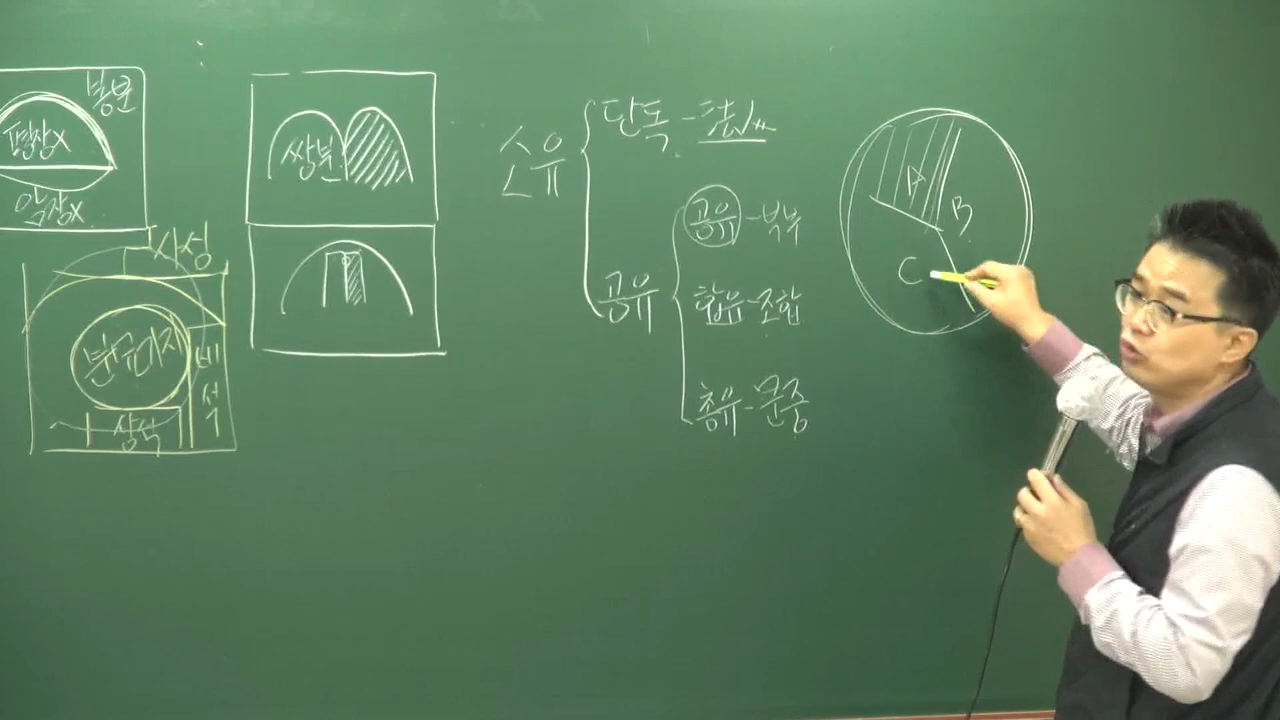 봉분
평장X
암장X
사성
분묘기지
비석
상석
쌍분
소유
단독-法人
공유
공유-부부
합유-조합
총유-문중
A
B
C